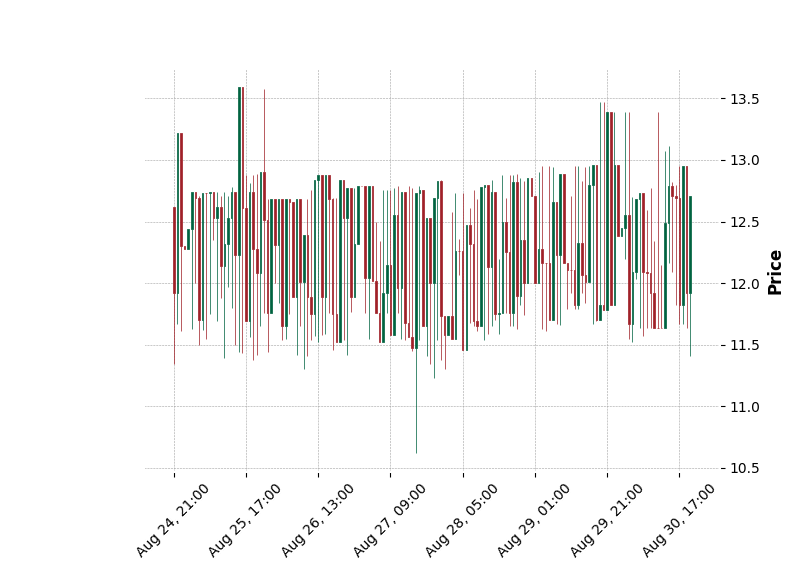 13.5
13.0
12.5
12.0
11.5
11.0
10.5
Price
Aug 24, 21:00
Aug 25, 17:00
Aug 26, 13:00
Aug 27, 09:00
Aug 28, 05:00
Aug 29, 01:00
Aug 29, 21:00
Aug 30, 17:00